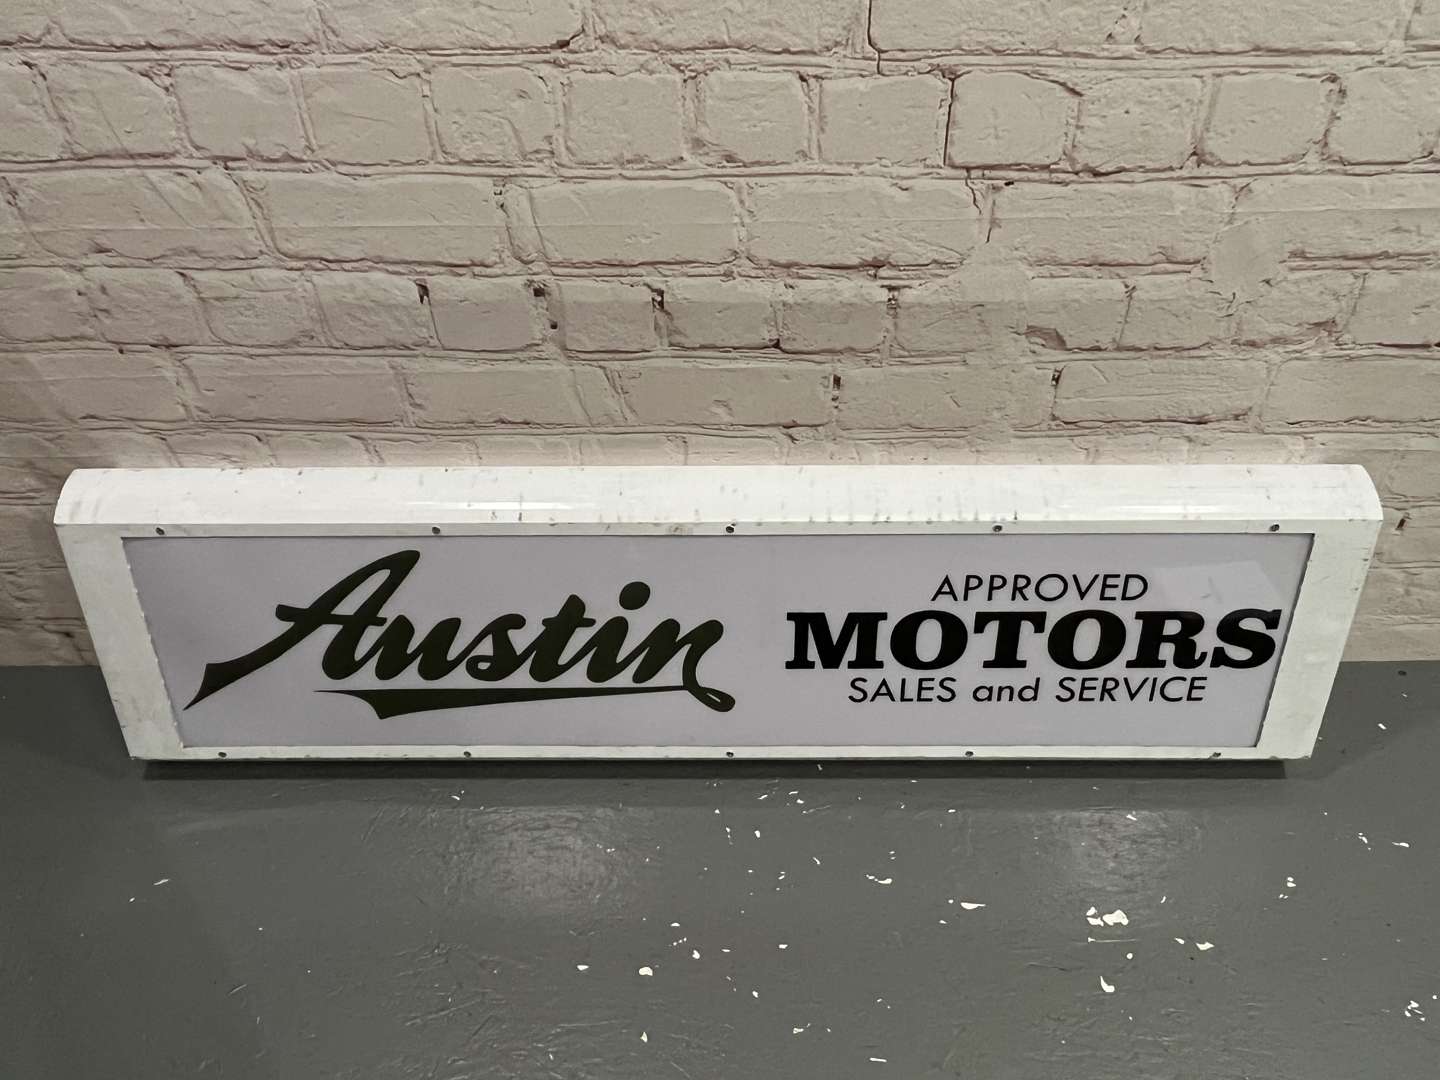 Austin
APPROVED
MOTORS
SALES and SERVICE